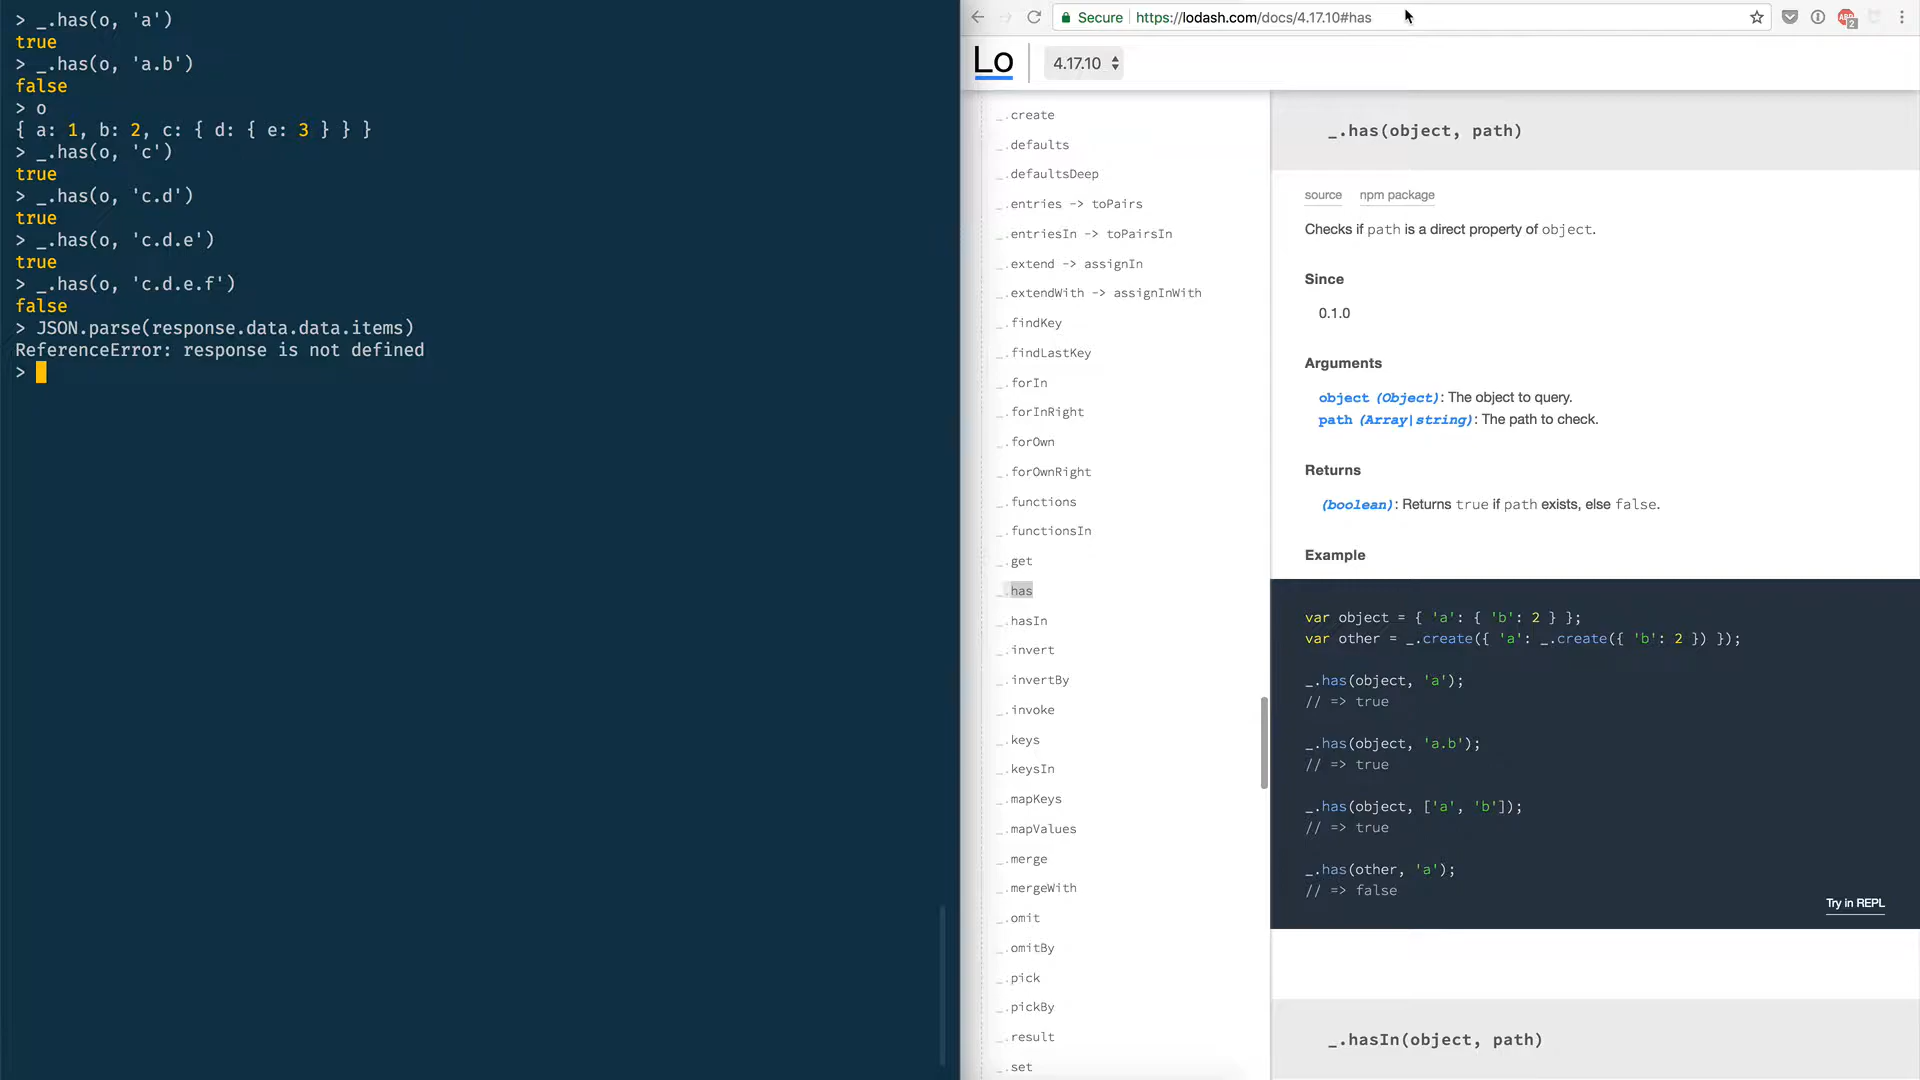 > _.has(o, 'a')
true
> _.has(o, 'a.b')
false
> o
{ a: 1, b: 2, c: { d: { e: 3 } } }
> _.has(o, 'c')
true
> _.has(o, 'c.d')
true
> _.has(o, 'c.d.e')
true
> _.has(o, 'c.d.e.f')
false
> JSON.parse(response.data.data.items)
ReferenceError: response is not defined
>
Secure | https://lodash.com/docs/4.17.10#has
ABP 2
Lo
4.17.10
_.create
_.defaults
_.defaultsDeep
_.entries -> toPairs
_.entriesIn -> toPairsIn
_.extend -> assignIn
_.extendWith -> assignInWith
_.findKey
_.findLastKey
_.forIn
_.forInRight
_.forOwn
_.forOwnRight
_.functions
_.functionsIn
_.get
_.has
_.hasIn
_.invert
_.invertBy
_.invoke
_.keys
_.keysIn
_.mapKeys
_.mapValues
_.merge
_.mergeWith
_.omit
_.omitBy
_.pick
_.pickBy
_.result
_.set
_.has(object, path)
source npm package
Checks if path is a direct property of object.
Since
0.1.0
Arguments
object (Object): The object to query.
path (Array|string): The path to check.
Returns
(boolean): Returns true if path exists, else false.
Example
var object = { 'a': { 'b': 2 } };
var other = _.create({ 'a': _.create({ 'b': 2 }) });
_.has(object, 'a');
// => true
_.has(object, 'a.b');
// => true
_.has(object, ['a', 'b']);
// => true
_.has(other, 'a');
// => false
Try in REPL
_.hasIn(object, path)